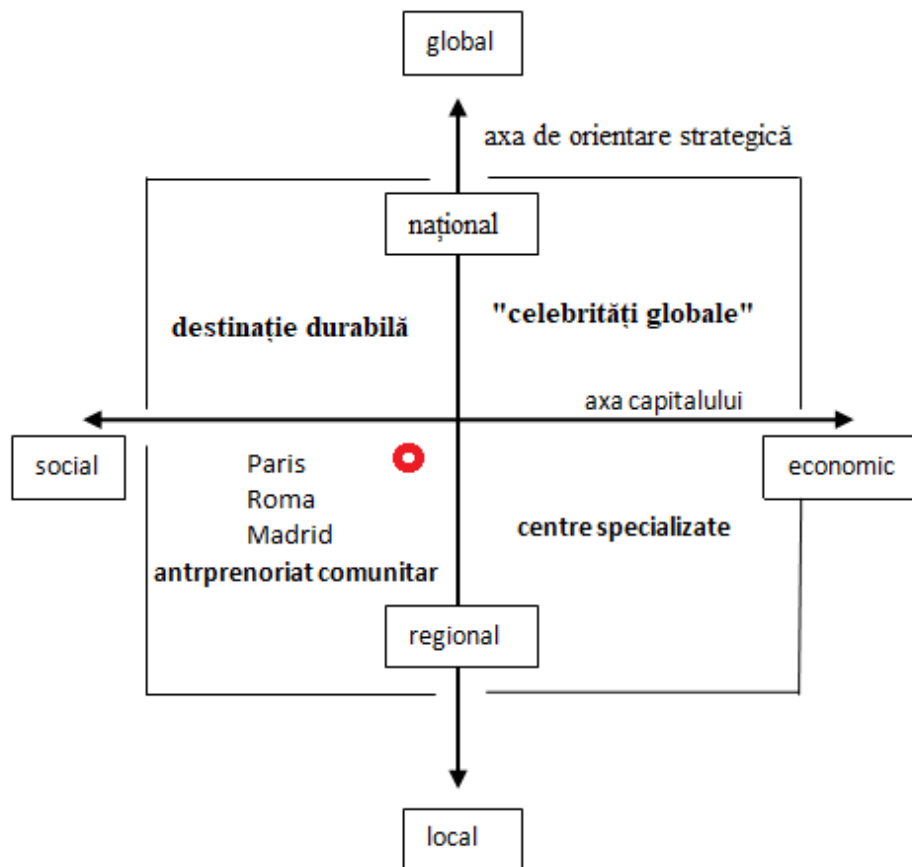 global
axa de orientare strategică
național
destinație durabilă
"celebrități globale"
axa capitalului
social
economic
Paris
Roma
Madrid
antrprenoriat comunitar
centre specializate
regional
local